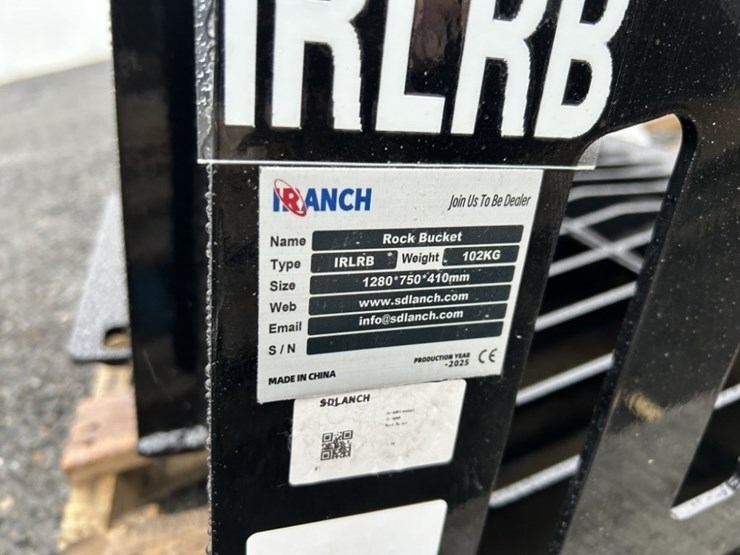 IRLRB
IRANCH
Join Us To Be Dealer
Name Rock Bucket
Type IRLRB Weight 102KG
Size 1280*750*410mm
Web www.sdlanch.com
Email info@sdlanch.com
S / N
PRODUCTION YEAR
-2025
CE
MADE IN CHINA
SDLANCH